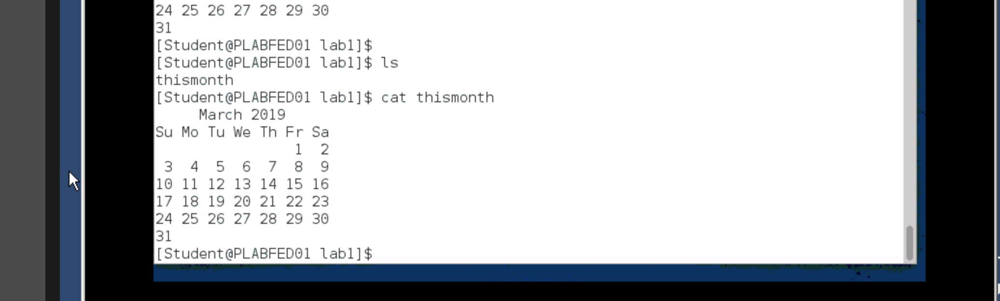 24 25 26 27 28 29 30
31
[Student@PLABFED01 lab1]$
[Student@PLABFED01 lab1]$ ls
thismonth
[Student@PLABFED01 lab1]$ cat thismonth
     March 2019
Su Mo Tu We Th Fr Sa
                1  2
 3  4  5  6  7  8  9
10 11 12 13 14 15 16
17 18 19 20 21 22 23
24 25 26 27 28 29 30
31
[Student@PLABFED01 lab1]$